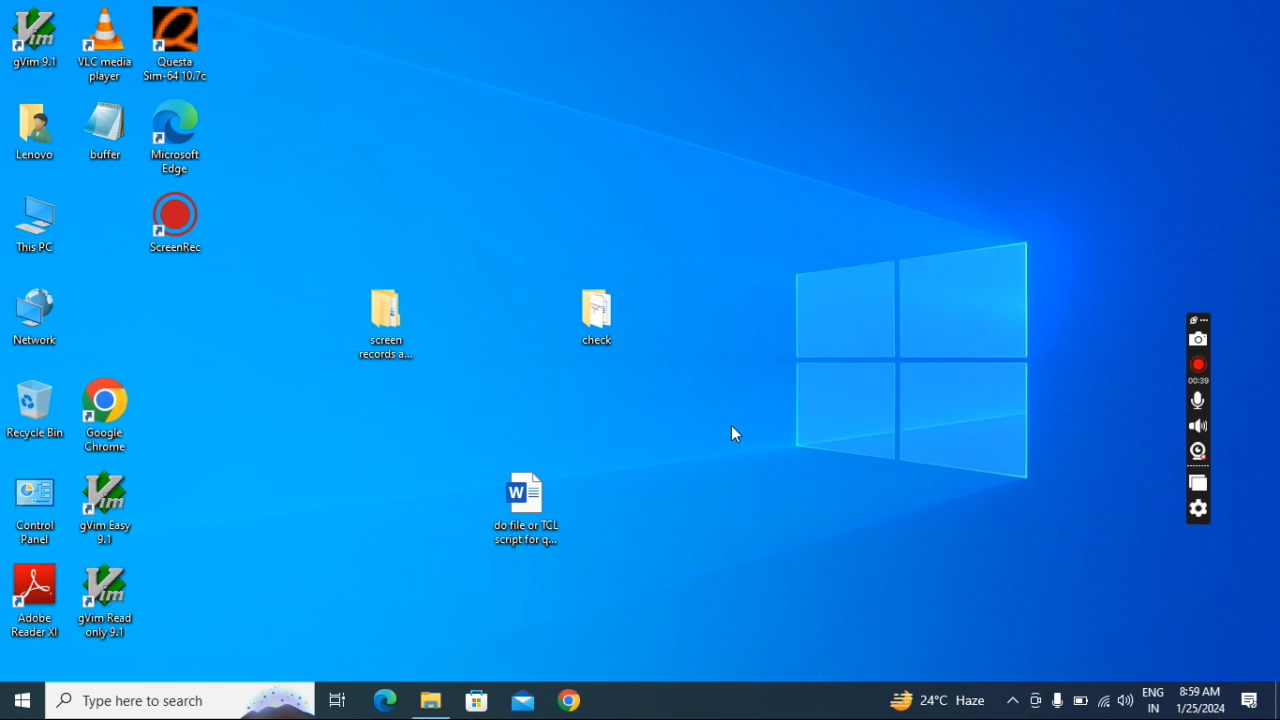 gVim 9.1
VLC media
player
Questa
Sim-64 10.7c
Lenovo
buffer
Microsoft
Edge
This PC
ScreenRec
Network
screen
records a...
check
Recycle Bin
Google
Chrome
Control
Panel
gVim Easy
9.1
do file or TCL
script for q...
Adobe
Reader XI
gVim Read
only 9.1
00:39
Type here to search
24°C Haze
ENG
IN
8:59 AM
1/25/2024